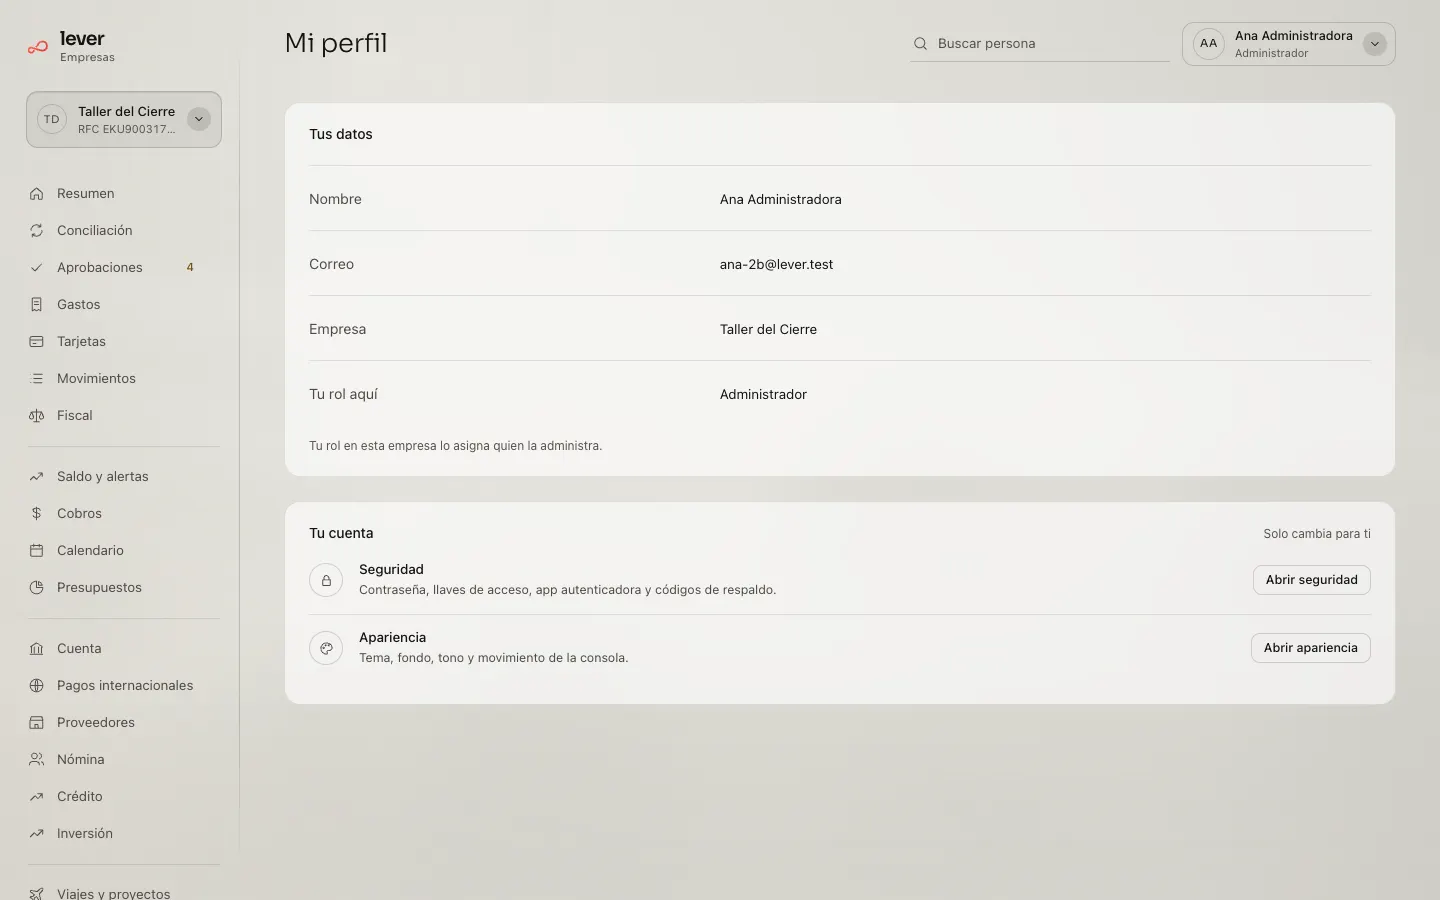 lever
Empresas
TD
Taller del Cierre
RFC EKU900317...
Resumen
Conciliación
Aprobaciones 4
Gastos
Tarjetas
Movimientos
Fiscal
Saldo y alertas
Cobros
Calendario
Presupuestos
Cuenta
Pagos internacionales
Proveedores
Nómina
Crédito
Inversión
Viajes y proyectos
Mi perfil
Buscar persona
AA
Ana Administradora
Administrador
Tus datos
Nombre Ana Administradora
Correo ana-2b@lever.test
Empresa Taller del Cierre
Tu rol aquí Administrador
Tu rol en esta empresa lo asigna quien la administra.
Tu cuenta Solo cambia para ti
Seguridad
Contraseña, llaves de acceso, app autenticadora y códigos de respaldo.
Abrir seguridad
Apariencia
Tema, fondo, tono y movimiento de la consola.
Abrir apariencia